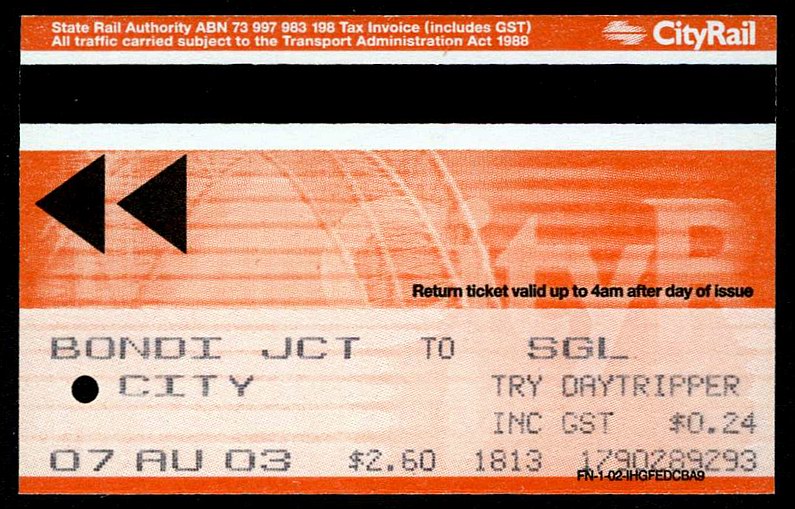 State Rail Authority ABN 73 997 983 198 Tax Invoice (includes GST)
All traffic carried subject to the Transport Administration Act 1988
CityRail
CityR
Return ticket valid up to 4am after day of issue
BONDI JCT TO SGL
CITY TRY DAYTRIPPER
INC GST $0.24
07 AU 03 $2.60 1813 1790289293
FN-1-02-IHGFEDCBA9